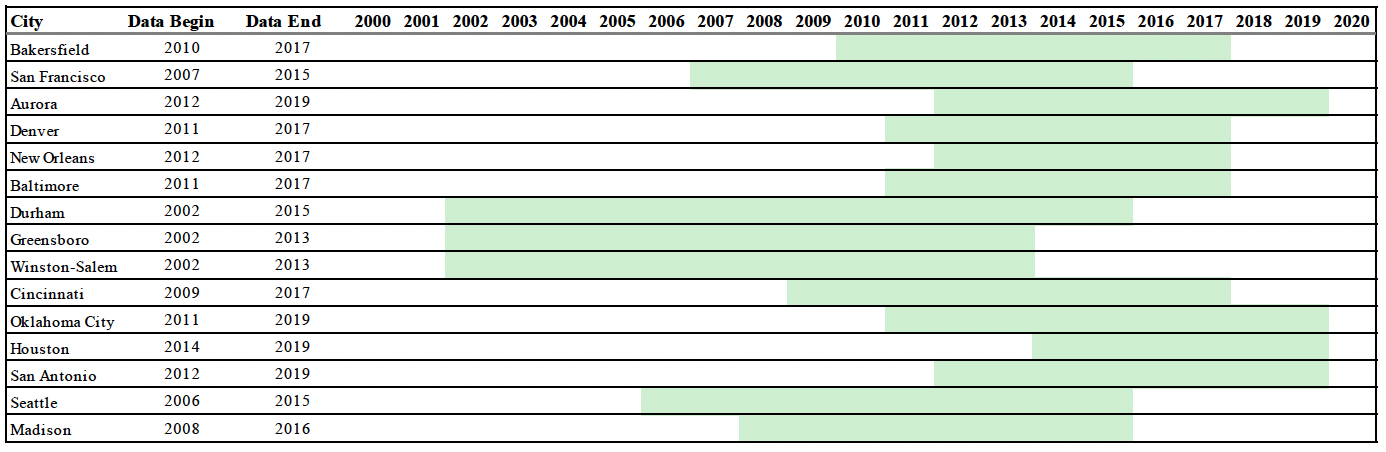 City Data Begin Data End 2000 2001 2002 2003 2004 2005 2006 2007 2008 2009 2010 2011 2012 2013 2014 2015 2016 2017 2018 2019 2020
Bakersfield 2010 2017
San Francisco 2007 2015
Aurora 2012 2019
Denver 2011 2017
New Orleans 2012 2017
Baltimore 2011 2017
Durham 2002 2015
Greensboro 2002 2013
Winston-Salem 2002 2013
Cincinnati 2009 2017
Oklahoma City 2011 2019
Houston 2014 2019
San Antonio 2012 2019
Seattle 2006 2015
Madison 2008 2016